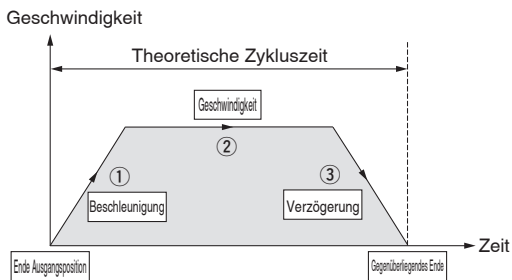 Geschwindigkeit
Theoretische Zykluszeit
Geschwindigkeit
②
①
③
Beschleunigung
Verzögerung
Zeit
Ende Ausgangsposition
Gegenüberliegendes Ende